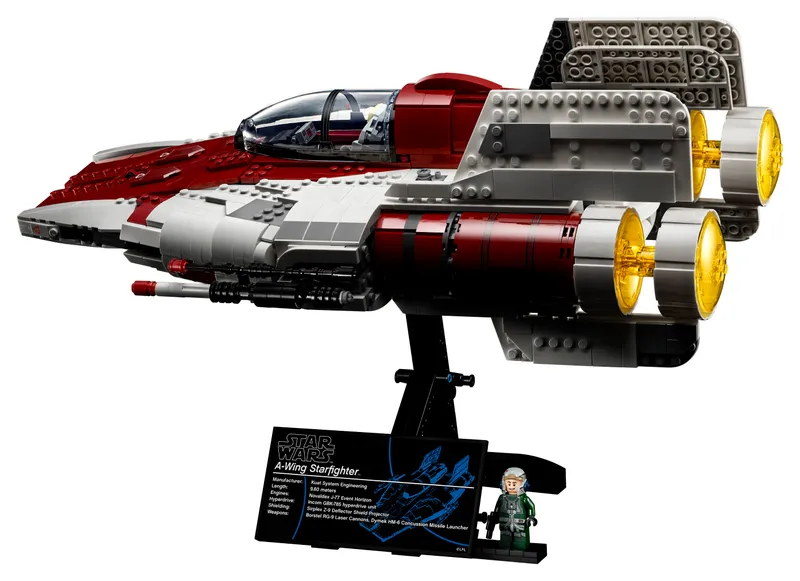 STAR
WARS
A-Wing Starfighter
Manufacturer: Kuat System Engineering
Length: 9.60 meters
Engines: Novaldex J-77 Event Horizon
Hyperdrive: Incom GBK-785 hyperdrive unit
Shielding: Sirplex Z-9 Deflector Shield Projector
Weapons: Borstel RG-9 Laser Cannons, Dymek HM-6 Concussion Missile Launcher